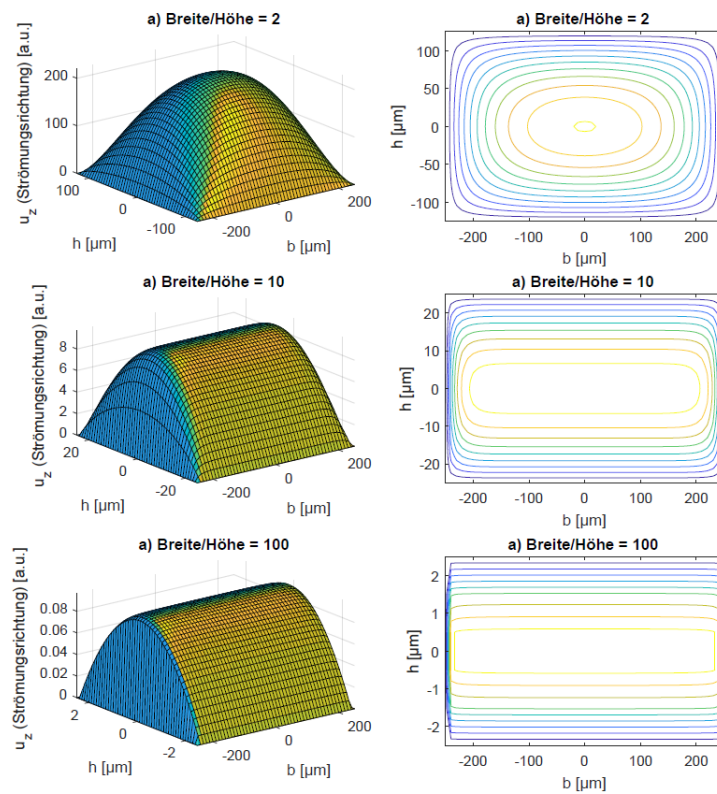 a) Breite/Höhe = 2
u_z (Strömungsrichtung) [a.u.]
200
100
0
100
0
-100
h [µm]
-200
0
200
b [µm]
a) Breite/Höhe = 2
h [µm]
100
50
0
-50
-100
-200
-100
0
100
200
b [µm]
a) Breite/Höhe = 10
u_z (Strömungsrichtung) [a.u.]
8
6
4
2
0
20
0
-20
h [µm]
-200
0
200
b [µm]
a) Breite/Höhe = 10
h [µm]
20
10
0
-10
-20
-200
-100
0
100
200
b [µm]
a) Breite/Höhe = 100
u_z (Strömungsrichtung) [a.u.]
0.08
0.06
0.04
0.02
0
2
0
-2
h [µm]
-200
0
200
b [µm]
a) Breite/Höhe = 100
h [µm]
2
1
0
-1
-2
-200
-100
0
100
200
b [µm]